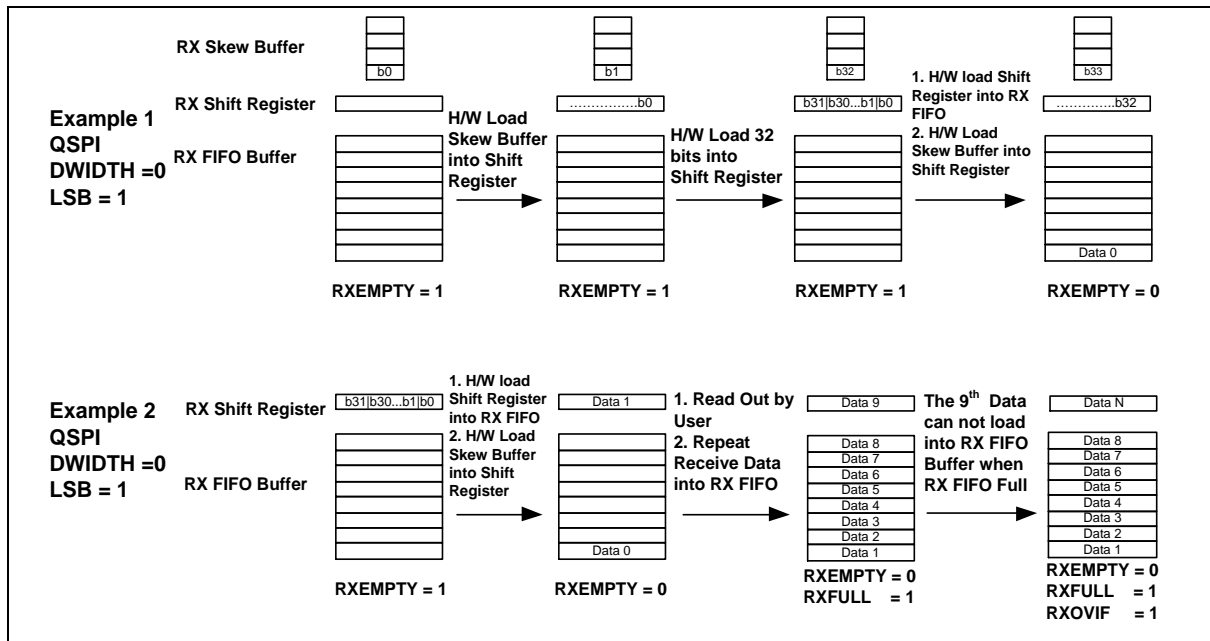 RX Skew Buffer
b0
b1
b32
b33
Example 1
QSPI
DWIDTH =0
LSB = 1
RX Shift Register
……………..b0
b31|b30...b1|b0
…………..b32
RX FIFO Buffer
H/W Load
Skew Buffer
into Shift
Register
H/W Load 32
bits into
Shift Register
1. H/W load Shift
Register into RX
FIFO
2. H/W Load
Skew Buffer into
Shift Register
Data 0
RXEMPTY = 1
RXEMPTY = 1
RXEMPTY = 1
RXEMPTY = 0
Example 2
QSPI
DWIDTH =0
LSB = 1
RX Shift Register
b31|b30...b1|b0
RX FIFO Buffer
1. H/W load
Shift Register
into RX FIFO
2. H/W Load
Skew Buffer
into Shift
Register
Data 1
Data 0
1. Read Out by
User
2. Repeat
Receive Data
into RX FIFO
Data 9
Data 8
Data 7
Data 6
Data 5
Data 4
Data 3
Data 2
Data 1
The 9th Data
can not load
into RX FIFO
Buffer when
RX FIFO Full
Data N
Data 8
Data 7
Data 6
Data 5
Data 4
Data 3
Data 2
Data 1
RXEMPTY = 1
RXEMPTY = 0
RXEMPTY = 0
RXFULL = 1
RXEMPTY = 0
RXFULL = 1
RXOVIF = 1